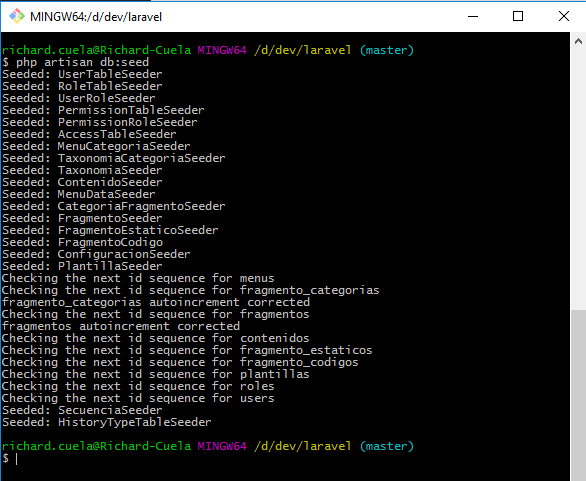 MINGW64:/d/dev/laravel
richard.cuela@Richard-Cuela MINGW64 /d/dev/laravel (master)
$ php artisan db:seed
Seeded: UserTableSeeder
Seeded: RoleTableSeeder
Seeded: UserRoleSeeder
Seeded: PermissionTableSeeder
Seeded: PermissionRoleSeeder
Seeded: AccessTableSeeder
Seeded: MenuCategoriaSeeder
Seeded: TaxonomiaCategoriaSeeder
Seeded: TaxonomiaSeeder
Seeded: ContenidoSeeder
Seeded: MenuDataSeeder
Seeded: CategoriaFragmentoSeeder
Seeded: FragmentoSeeder
Seeded: FragmentoEstaticoSeeder
Seeded: FragmentoCodigo
Seeded: ConfiguracionSeeder
Seeded: PlantillaSeeder
Checking the next id sequence for menus
Checking the next id sequence for fragmento_categorias
fragmento_categorias autoincrement corrected
Checking the next id sequence for fragmentos
fragmentos autoincrement corrected
Checking the next id sequence for contenidos
Checking the next id sequence for fragmento_estaticos
Checking the next id sequence for fragmento_codigos
Checking the next id sequence for plantillas
Checking the next id sequence for roles
Checking the next id sequence for users
Seeded: SecuenciaSeeder
Seeded: HistoryTypeTableSeeder
richard.cuela@Richard-Cuela MINGW64 /d/dev/laravel (master)
$